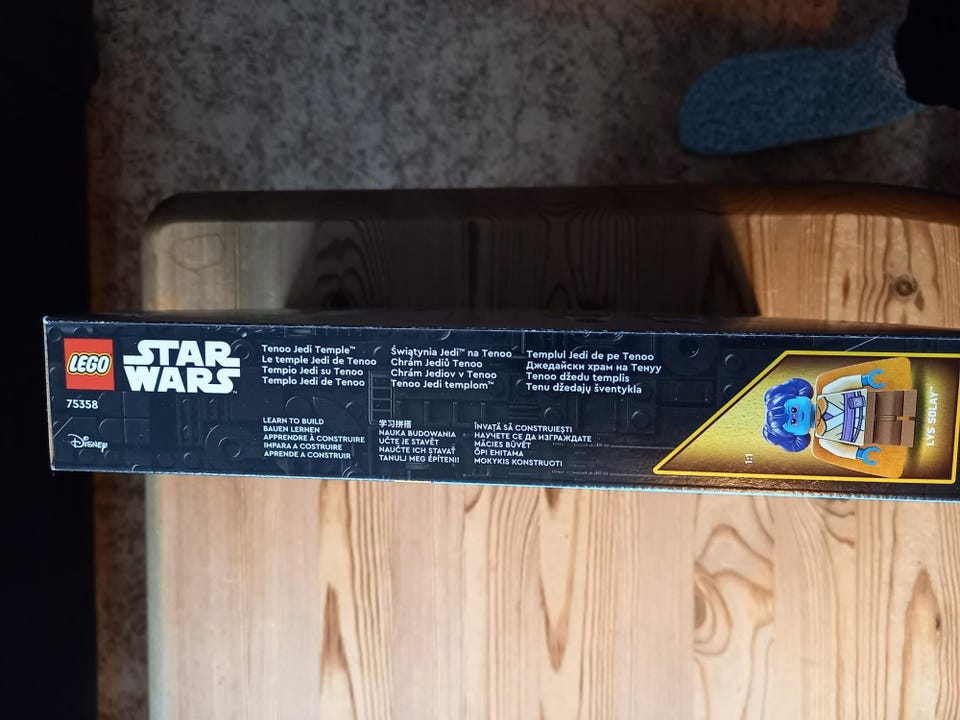 LEGO
STAR
WARS™
75358
Disney
Tenoo Jedi Temple™
Le temple Jedi de Tenoo
Tempio Jedi su Tenoo
Templo Jedi de Tenoo
Świątynia Jedi™ na Tenoo
Chrám Jediů Tenoo
Chrám Jediov v Tenoo
Tenoo Jedi templom™
Templul Jedi de pe Tenoo
Джедайски храм на Тенуу
Tenoo džedu templis
Tenu džedajų šventykla
LEARN TO BUILD
BAUEN LERNEN
APPRENDRE À CONSTRUIRE
IMPARA A COSTRUIRE
APRENDE A CONSTRUIR
学习拼搭
NAUKA BUDOWANIA
UČTE JE STAVĚT
NAUČTE ICH STAVAŤ
TANULJ MEG ÉPÍTENI!
ÎNVAȚĂ SĂ CONSTRUIEȘTI
НАУЧЕТЕ СЕ ДА ИЗГРАЖДАТЕ
MĀCIES BŪVĒT
ÕPI EHITAMA
MOKYKIS KONSTRUOTI
1:1
LYS SOLAY™